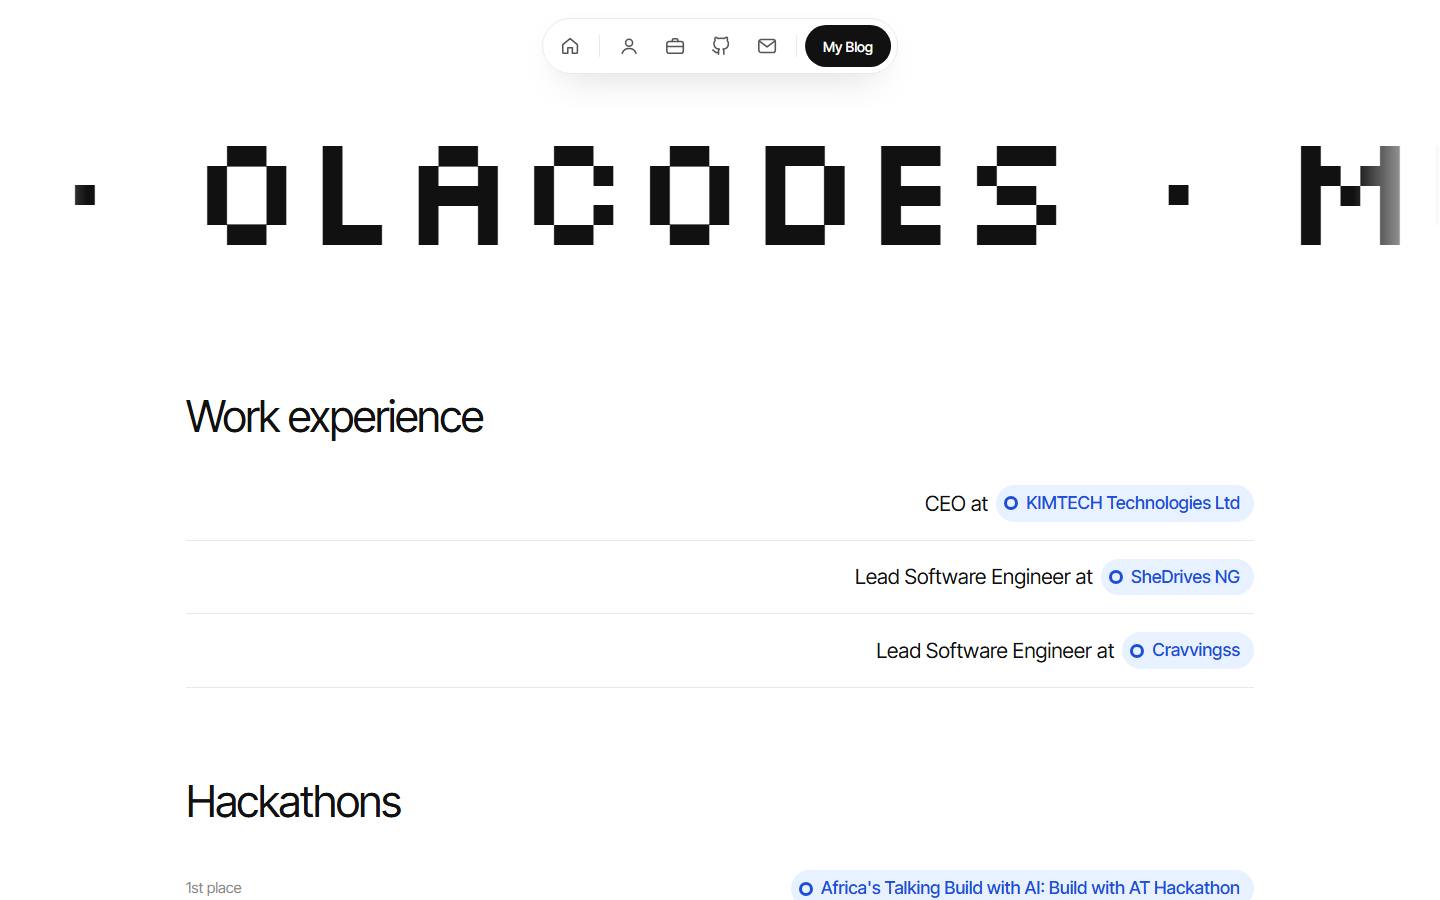 My Blog
· OLACODES · M
Work experience
CEO at KIMTECH Technologies Ltd
Lead Software Engineer at SheDrives NG
Lead Software Engineer at Cravvingss
Hackathons
1st place Africa's Talking Build with AI: Build with AT Hackathon